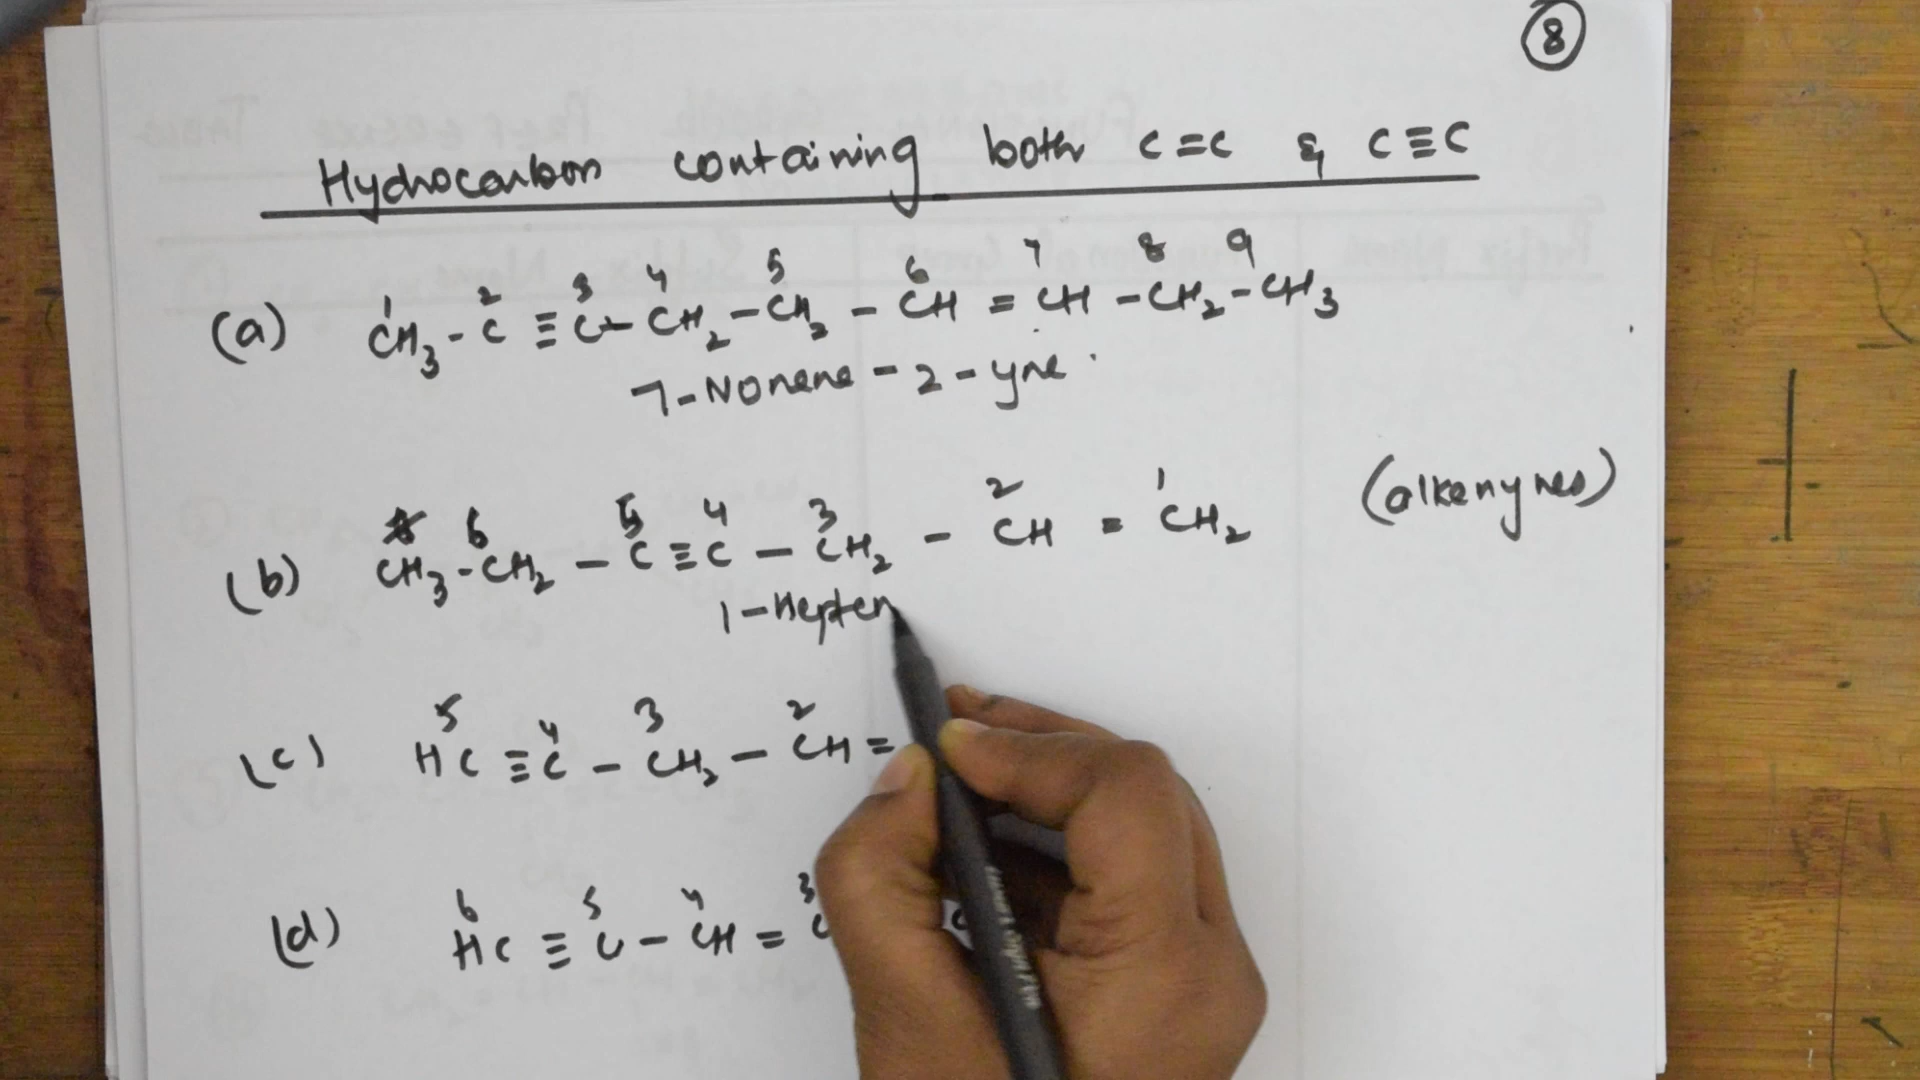 8
Hydrocarbon containing both C=C & C≡C
1 2 3 4 5 6 7 8 9
(a) CH3-C≡C-CH2-CH2-CH=CH-CH2-CH3
7-Nonene-2-yne
6 5 4 3 2 1
(b) CH3-CH2-C≡C-CH2-CH=CH2 (alkenynes)
1-Hepten
5 4 3 2
(c) HC≡C-CH2-CH=
6 5 4 3
(d) HC≡C-CH=C